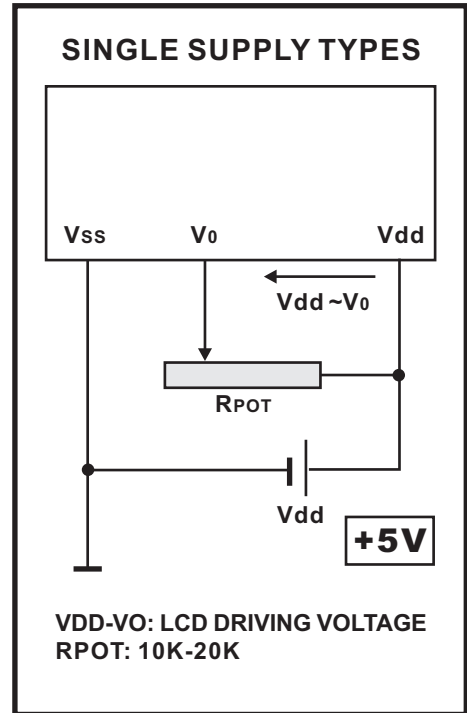 SINGLE SUPPLY TYPES
VSS V0 Vdd
Vdd ~V0
RPOT
Vdd
+5V
VDD-VO: LCD DRIVING VOLTAGE
RPOT: 10K-20K